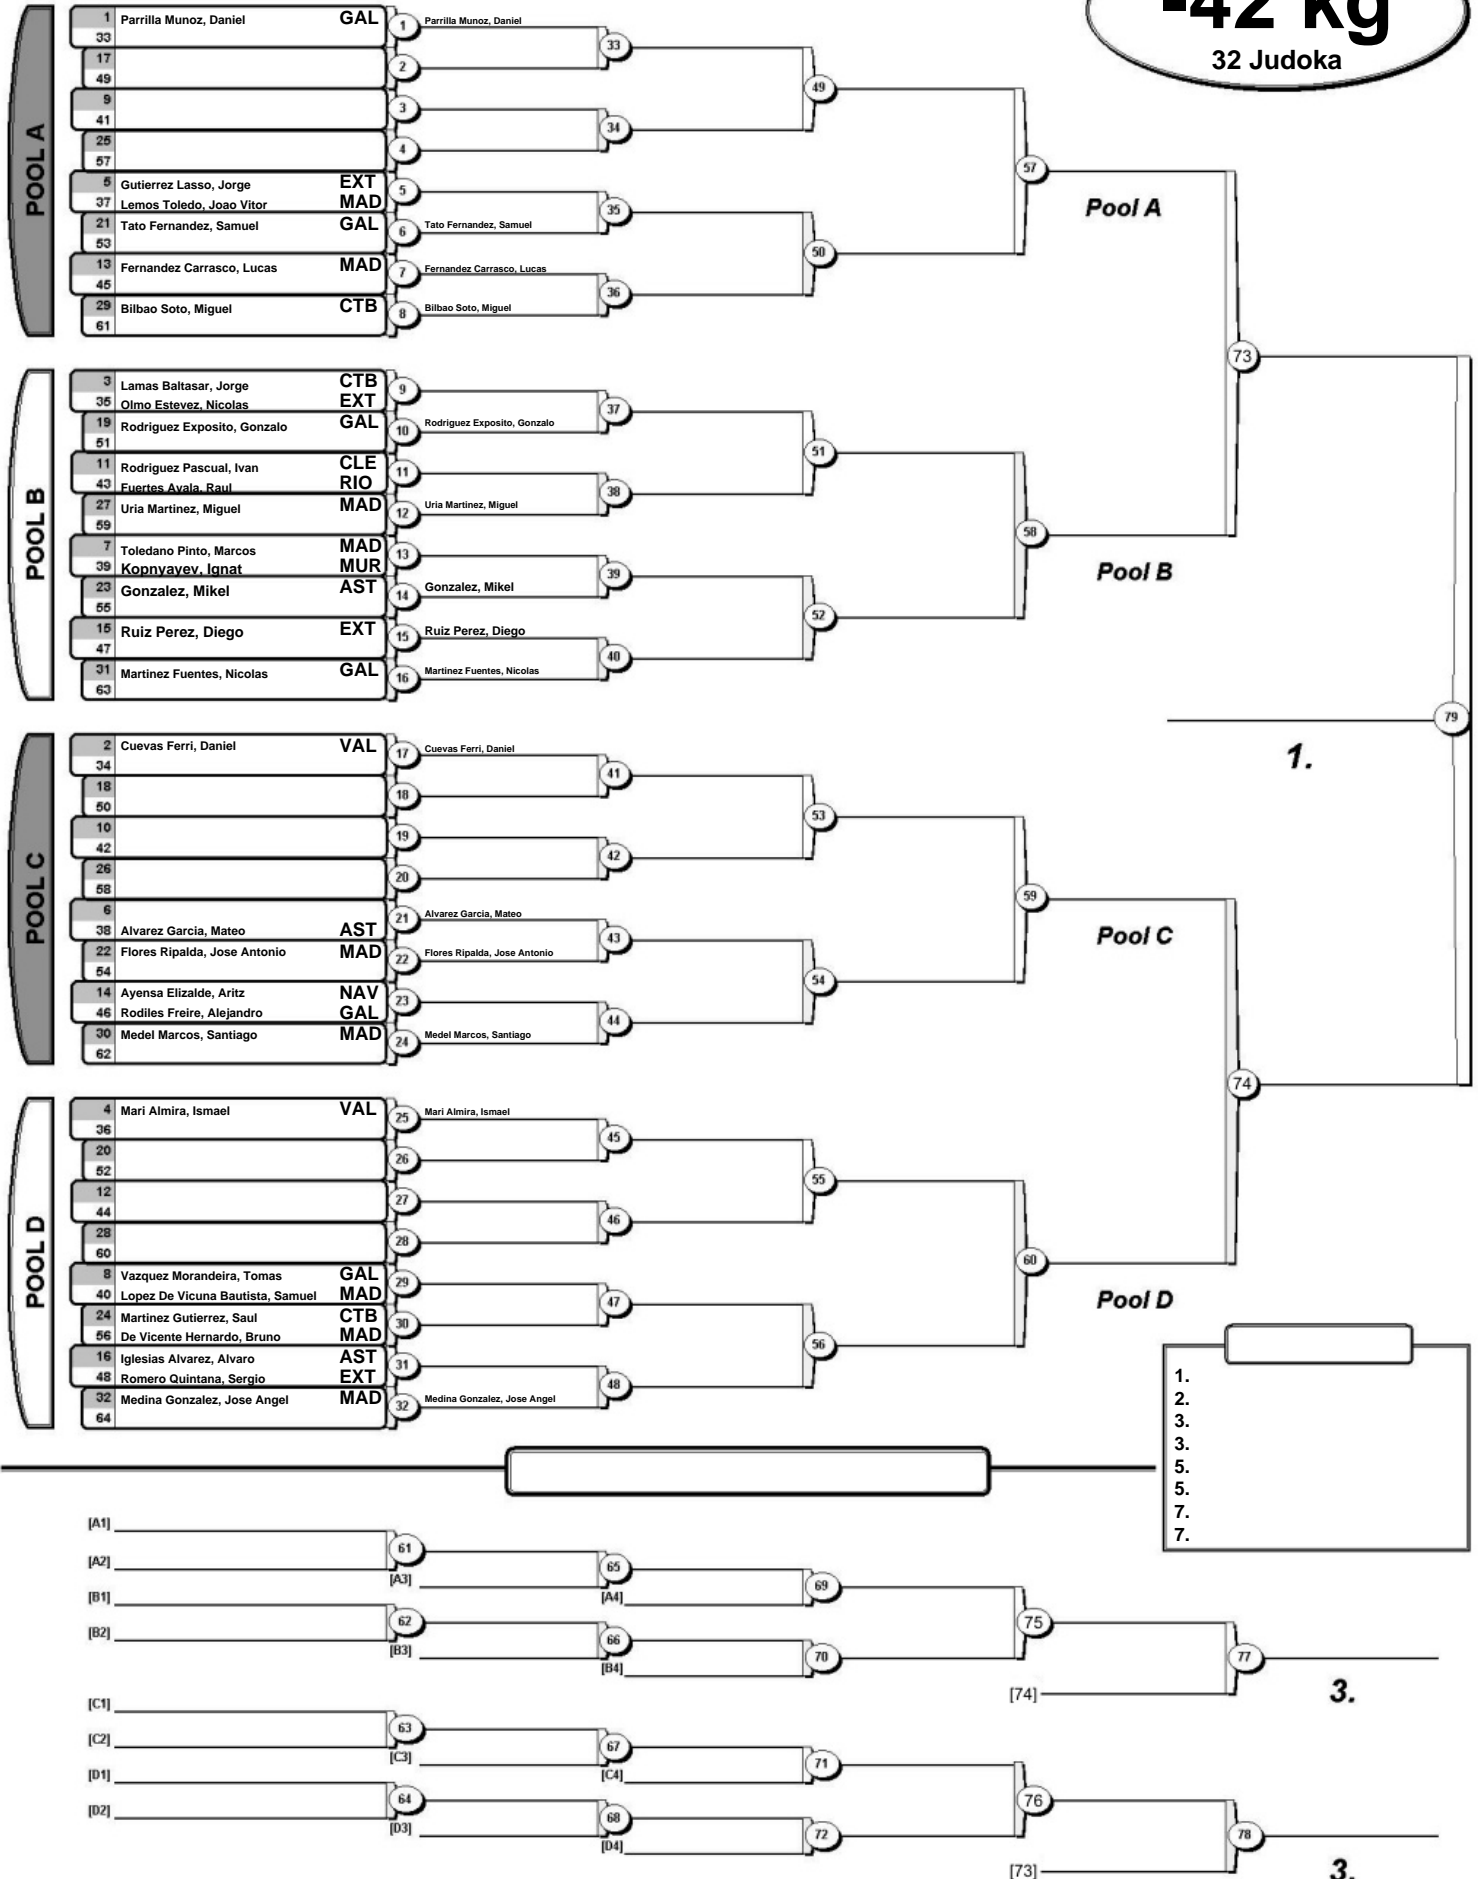 -42 kg
32 Judoka
POOL A
1 Parrilla Munoz, Daniel GAL 1 Parrilla Munoz, Daniel
33
33
17
2
49
49
9
3
41
34
25
4
57
57
5 Gutierrez Lasso, Jorge EXT 5
37 Lemos Toledo, Joao Vitor MAD
35
Pool A
21 Tato Fernandez, Samuel GAL 6 Tato Fernandez, Samuel
53
50
13 Fernandez Carrasco, Lucas MAD 7 Fernandez Carrasco, Lucas
45
36
29 Bilbao Soto, Miguel CTB 8 Bilbao Soto, Miguel
61
73
POOL B
3 Lamas Baltasar, Jorge CTB 9
35 Olmo Estevez, Nicolas EXT
37
19 Rodriguez Exposito, Gonzalo GAL 10 Rodriguez Exposito, Gonzalo
51
51
11 Rodriguez Pascual, Ivan CLE 11
43 Fuertes Ayala, Raul RIO
38
27 Uria Martinez, Miguel MAD 12 Uria Martinez, Miguel
59
58
7 Toledano Pinto, Marcos MAD 13
39 Kopnyayev, Ignat MUR
39
Pool B
23 Gonzalez, Mikel AST 14 Gonzalez, Mikel
55
52
15 Ruiz Perez, Diego EXT 15 Ruiz Perez, Diego
47
40
31 Martinez Fuentes, Nicolas GAL 16 Martinez Fuentes, Nicolas
63
79
1.
POOL C
2 Cuevas Ferri, Daniel VAL 17 Cuevas Ferri, Daniel
34
41
18
18
50
53
10
19
42
42
26
20
58
59
6
21 Alvarez Garcia, Mateo
38 Alvarez Garcia, Mateo AST
43
Pool C
22 Flores Ripalda, Jose Antonio MAD 22 Flores Ripalda, Jose Antonio
54
54
14 Ayensa Elizalde, Aritz NAV 23
46 Rodiles Freire, Alejandro GAL
44
30 Medel Marcos, Santiago MAD 24 Medel Marcos, Santiago
62
74
POOL D
4 Mari Almira, Ismael VAL 25 Mari Almira, Ismael
36
45
20
26
52
55
12
27
44
46
28
28
60
60
8 Vazquez Morandeira, Tomas GAL 29
40 Lopez De Vicuna Bautista, Samuel MAD
47
Pool D
24 Martinez Gutierrez, Saul CTB 30
56 De Vicente Hernardo, Bruno MAD
56
16 Iglesias Alvarez, Alvaro AST 31
48 Romero Quintana, Sergio EXT
48
32 Medina Gonzalez, Jose Angel MAD 32 Medina Gonzalez, Jose Angel
64
1.
2.
3.
3.
5.
5.
7.
7.
[A1]
61
[A2]
[A3]
65
[A4]
69
[B1]
62
[B2]
[B3]
66
[B4]
70
75
77
[74]
3.
[C1]
63
[C2]
[C3]
67
[C4]
71
[D1]
64
[D2]
[D3]
68
[D4]
72
76
78
[73]
3.